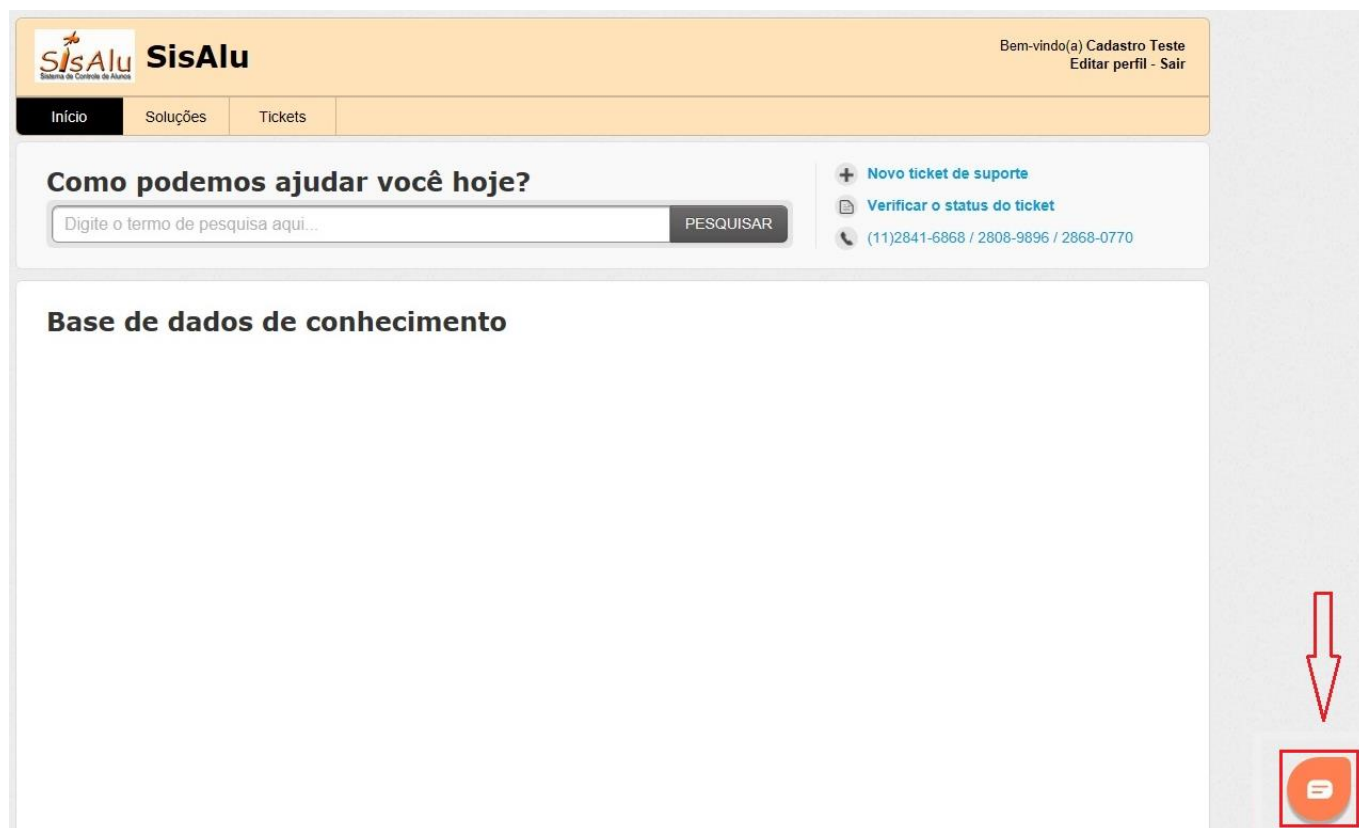 SisAlu
Sistema de Controle de Alunos
SisAlu
Bem-vindo(a) Cadastro Teste
Editar perfil - Sair
Início
Soluções
Tickets
Como podemos ajudar você hoje?
Digite o termo de pesquisa aqui...
PESQUISAR
Novo ticket de suporte
Verificar o status do ticket
(11)2841-6868 / 2808-9896 / 2868-0770
Base de dados de conhecimento